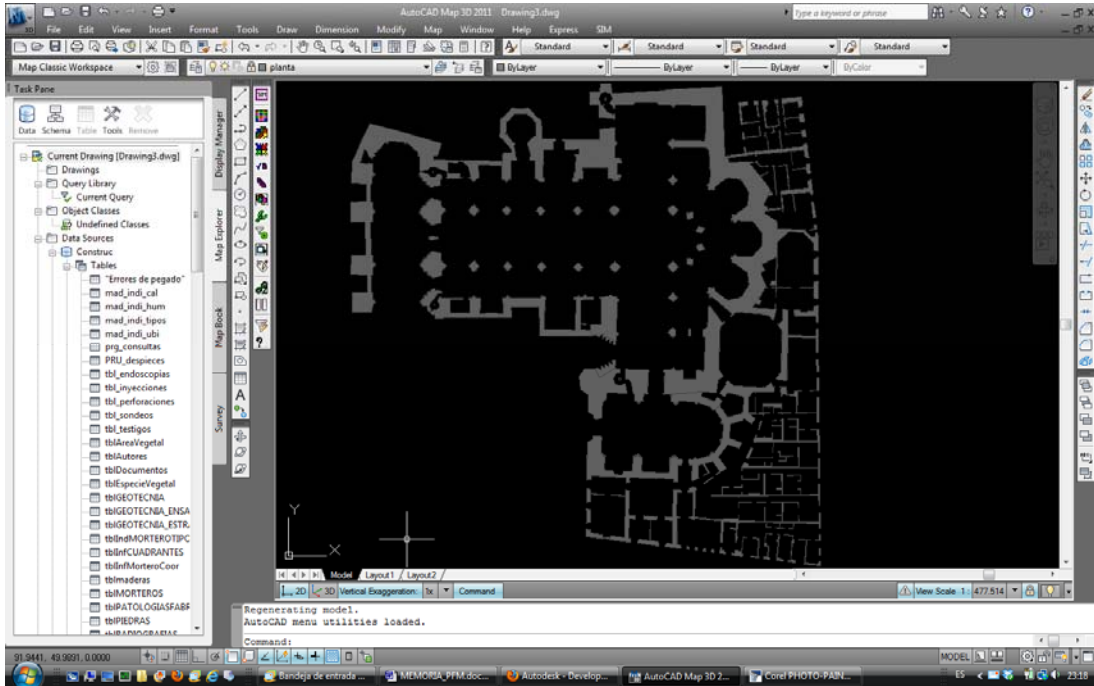 AutoCAD Map 3D 2011 Drawing3.dwg
Type a keyword or phrase
File Edit View Insert Format Tools Draw Dimension Modify Map Window Help Express SIM
Standard Standard Standard Standard
Map Classic Workspace planta ByLayer ByLayer ByLayer ByColor
Task Pane
Data Schema Table Tools Remove
Display Manager
Map Explorer
Map Book
Survey
Current Drawing [Drawing3.dwg]
Drawings
Query Library
Current Query
Object Classes
Undefined Classes
Data Sources
Construc
Tables
"Errores de pegado"
mad_indi_cal
mad_indi_hum
mad_indi_tipos
mad_indi_ubi
prg_consultas
PRU_despieces
tbl_endoscopias
tbl_inyecciones
tbl_perforaciones
tbl_sondeos
tbl_testigos
tblAreaVegetal
tblAutores
tblDocumentos
tblEspecieVegetal
tblGEOTECNIA
tblGEOTECNIA_ENSA
tblGEOTECNIA_ESTR.
tblIndMORTEROTIPC
tblInfCUADRANTES
tblInfMorteroCoor
tblmaderas
tblMORTEROS
tblPATOLOGIASFABF
tblPIEDRAS
Y
X
Model Layout1 Layout2
2D 3D Vertical Exaggeration: 1x Command
View Scale 1: 477.514
Regenerating model.
AutoCAD menu utilities loaded.
Command:
91.9441, 49.9891, 0.0000
MODEL
Bandeja de entrada ... MEMORIA_PFM.doc... Autodesk - Develop... AutoCAD Map 3D 2... Corel PHOTO-PAIN... ES 23:18